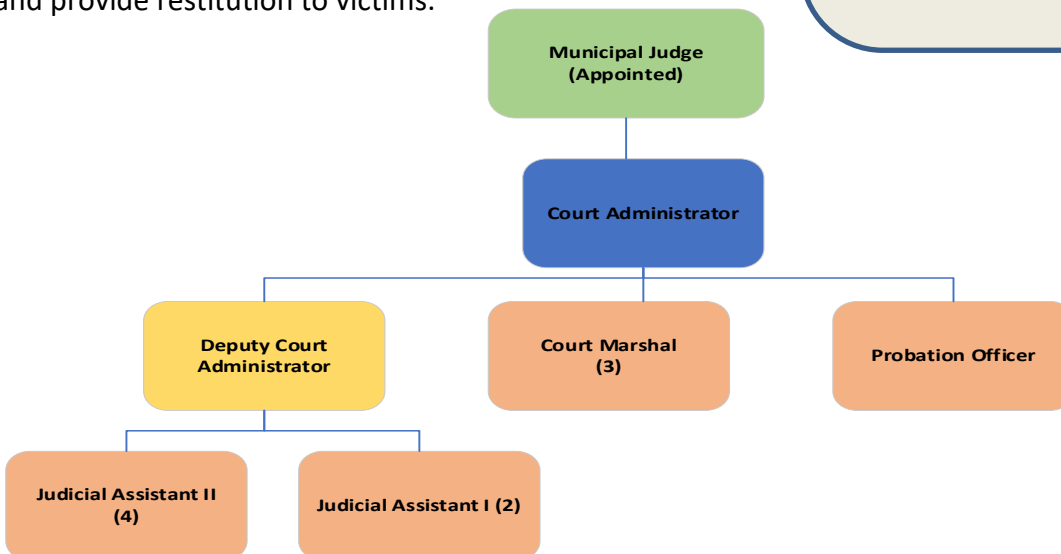 and provide restitution to victims.
Municipal Judge
(Appointed)
Court Administrator
Deputy Court
Administrator
Court Marshal
(3)
Probation Officer
Judicial Assistant II
(4)
Judicial Assistant I (2)